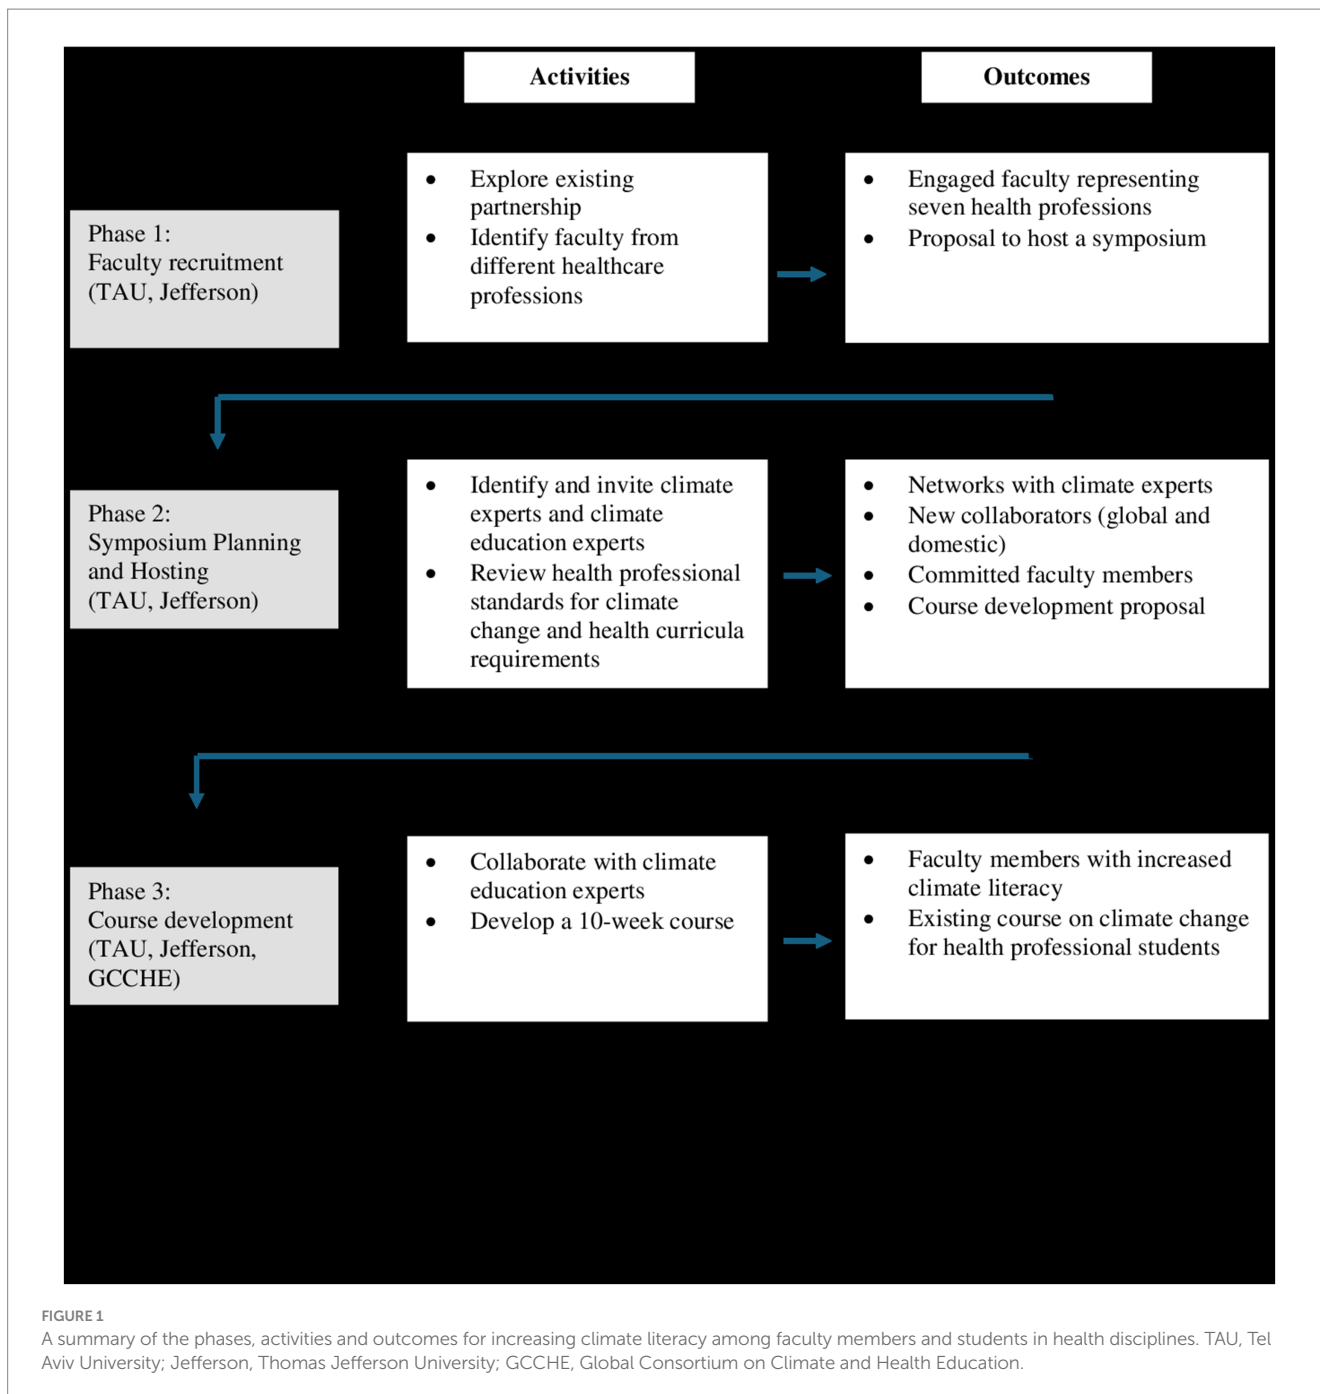 Activities
Outcomes
Phase 1:
Faculty recruitment
(TAU, Jefferson)
• Explore existing
partnership
• Identify faculty from
different healthcare
professions
• Engaged faculty representing
seven health professions
• Proposal to host a symposium
Phase 2:
Symposium Planning
and Hosting
(TAU, Jefferson)
• Identify and invite climate
experts and climate
education experts
• Review health professional
standards for climate
change and health curricula
requirements
• Networks with climate experts
• New collaborators (global and
domestic)
• Committed faculty members
• Course development proposal
Phase 3:
Course development
(TAU, Jefferson,
GCCHE)
• Collaborate with climate
education experts
• Develop a 10-week course
• Faculty members with increased
climate literacy
• Existing course on climate change
for health professional students
FIGURE 1
A summary of the phases, activities and outcomes for increasing climate literacy among faculty members and students in health disciplines. TAU, Tel
Aviv University; Jefferson, Thomas Jefferson University; GCCHE, Global Consortium on Climate and Health Education.